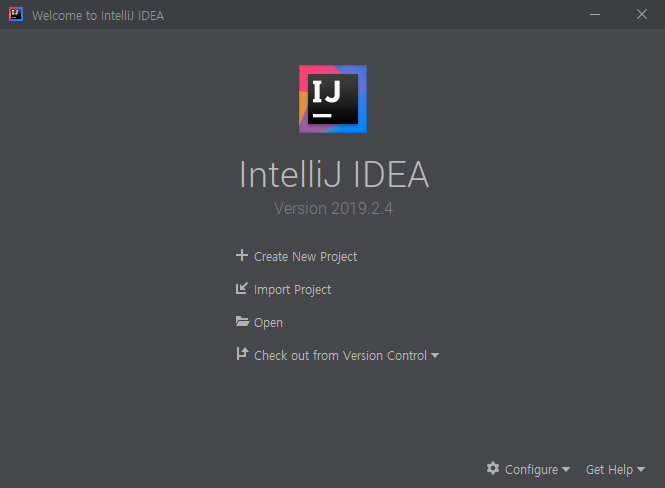 Welcome to IntelliJ IDEA
IJ
IJ
IntelliJ IDEA
Version 2019.2.4
Create New Project
Import Project
Open
Check out from Version Control
Configure
Get Help